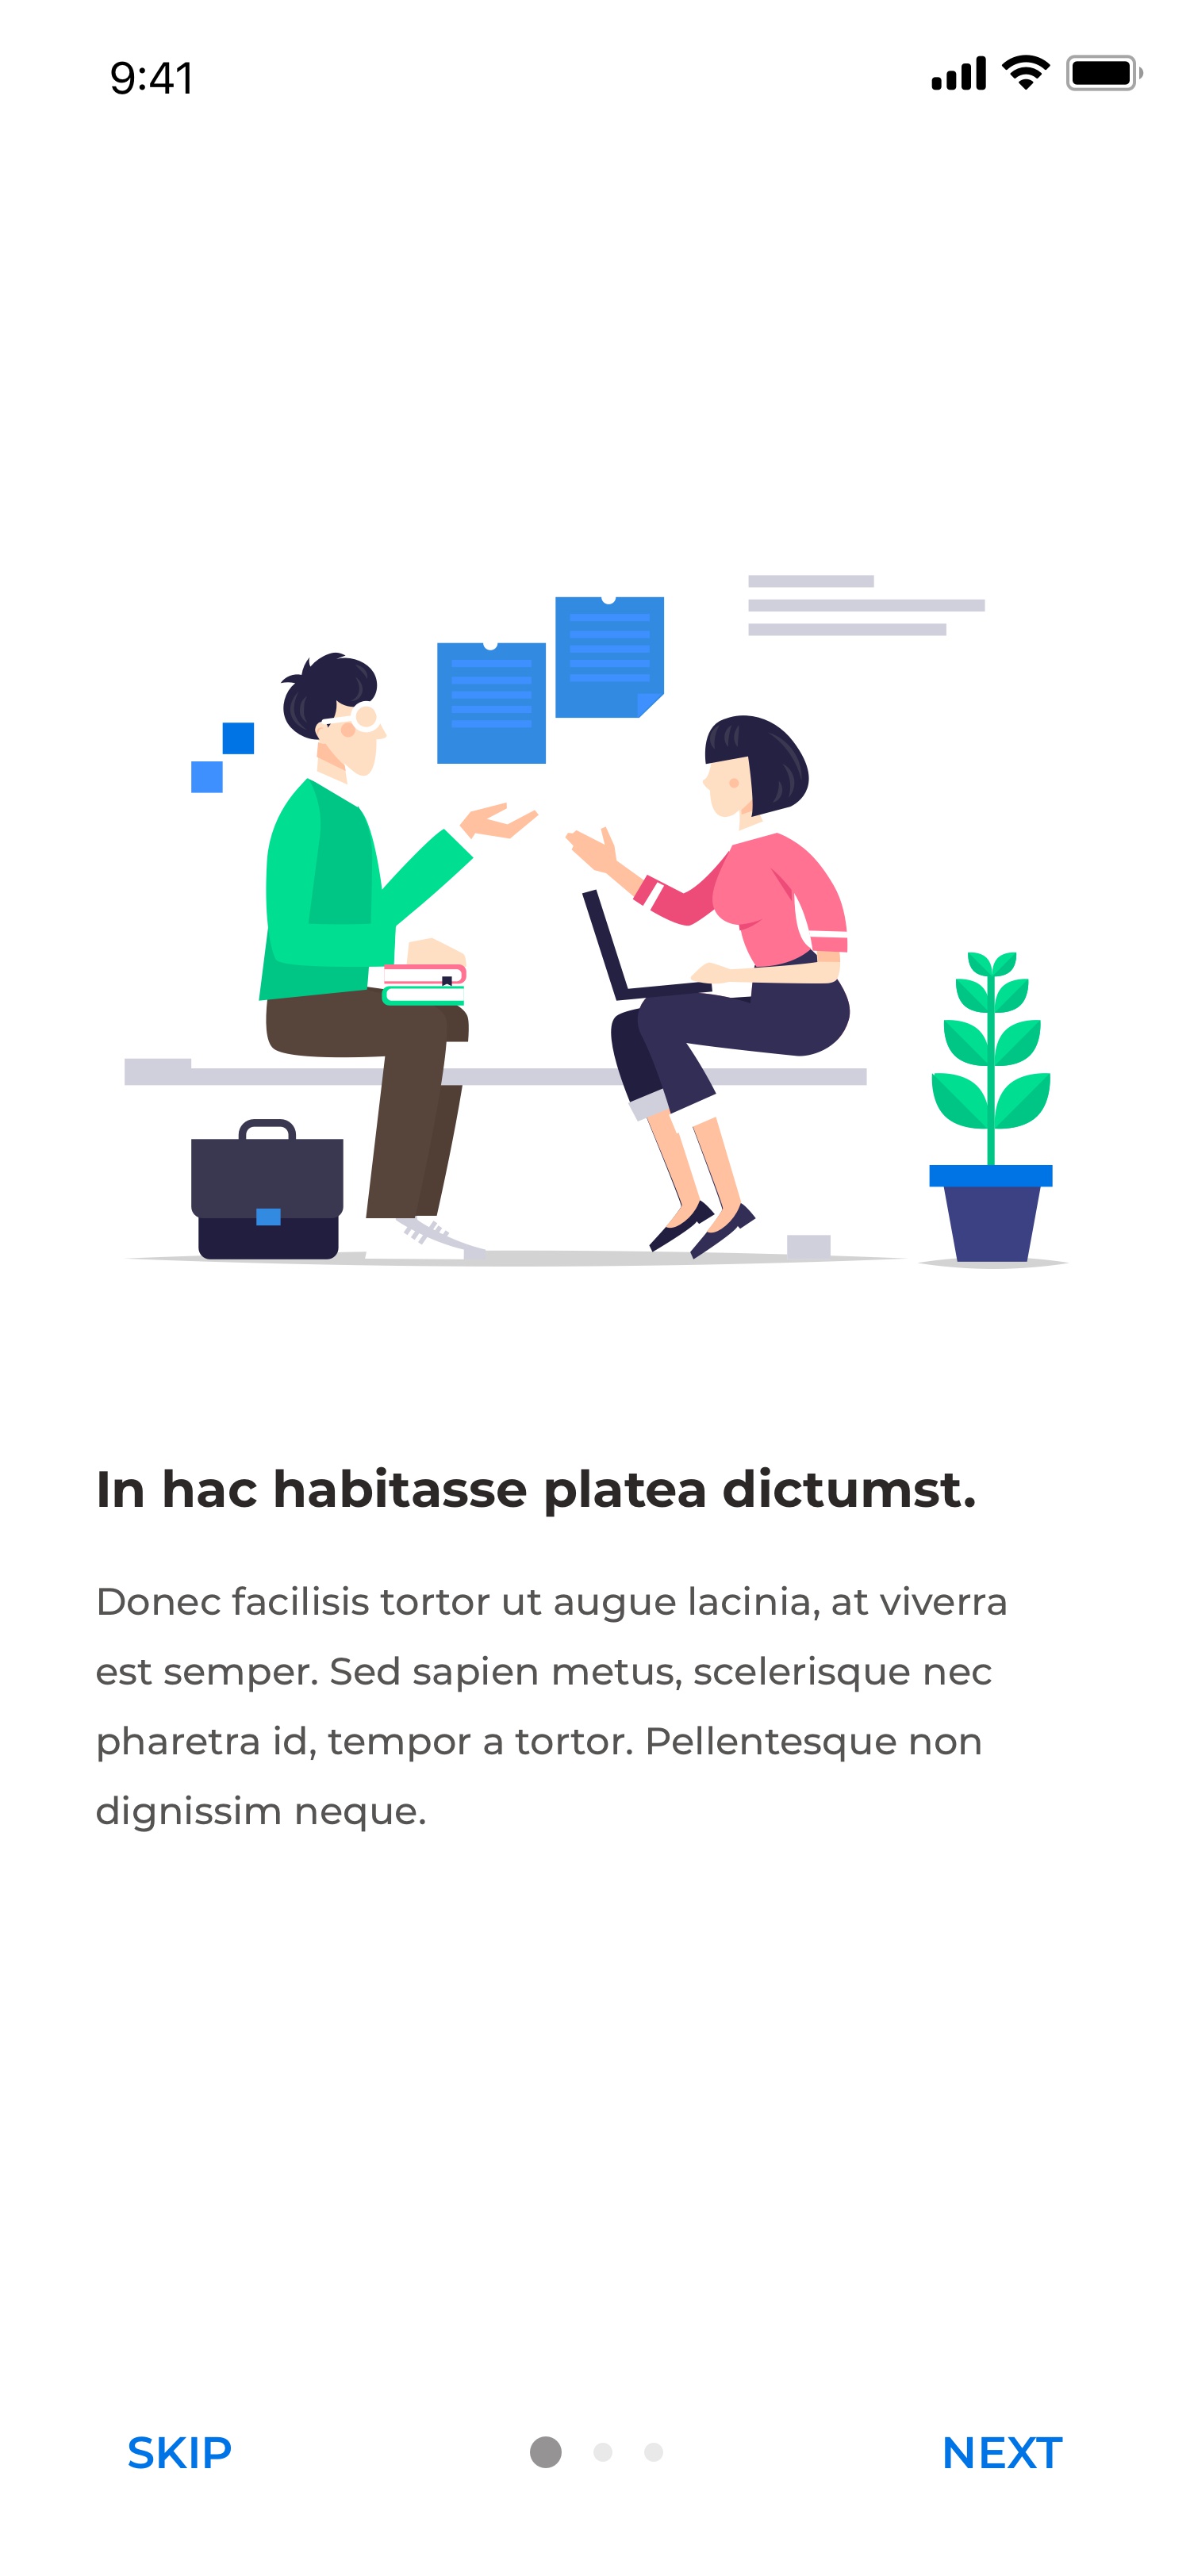 9:41
In hac habitasse platea dictumst.
Donec facilisis tortor ut augue lacinia, at viverra
est semper. Sed sapien metus, scelerisque nec
pharetra id, tempor a tortor. Pellentesque non
dignissim neque.
SKIP
NEXT